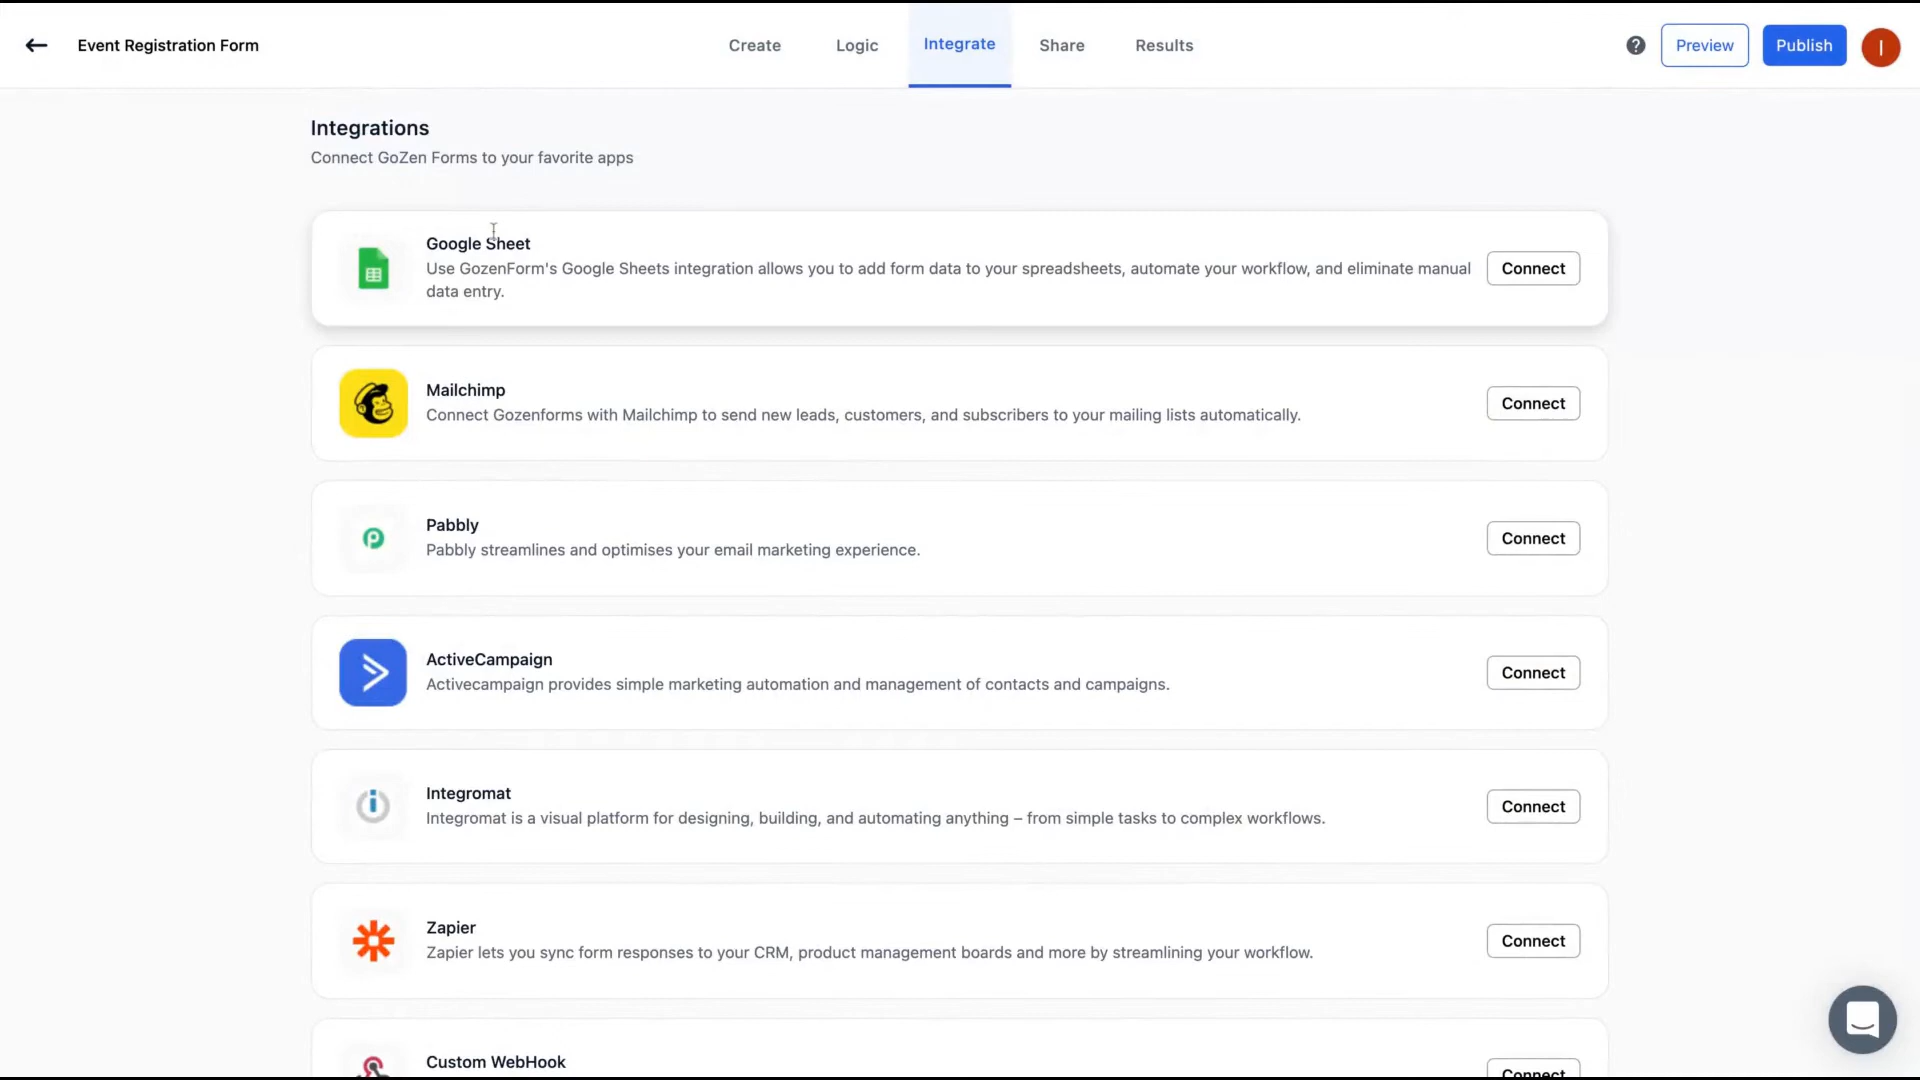 Event Registration Form
Create
Logic
Integrate
Share
Results
?
Preview
Publish
I
Integrations
Connect GoZen Forms to your favorite apps
Google Sheet
Use GozenForm's Google Sheets integration allows you to add form data to your spreadsheets, automate your workflow, and eliminate manual
data entry.
Connect
Mailchimp
Connect Gozenforms with Mailchimp to send new leads, customers, and subscribers to your mailing lists automatically.
Connect
Pabbly
Pabbly streamlines and optimises your email marketing experience.
Connect
ActiveCampaign
Activecampaign provides simple marketing automation and management of contacts and campaigns.
Connect
Integromat
Integromat is a visual platform for designing, building, and automating anything – from simple tasks to complex workflows.
Connect
Zapier
Zapier lets you sync form responses to your CRM, product management boards and more by streamlining your workflow.
Connect
Custom WebHook
Connect